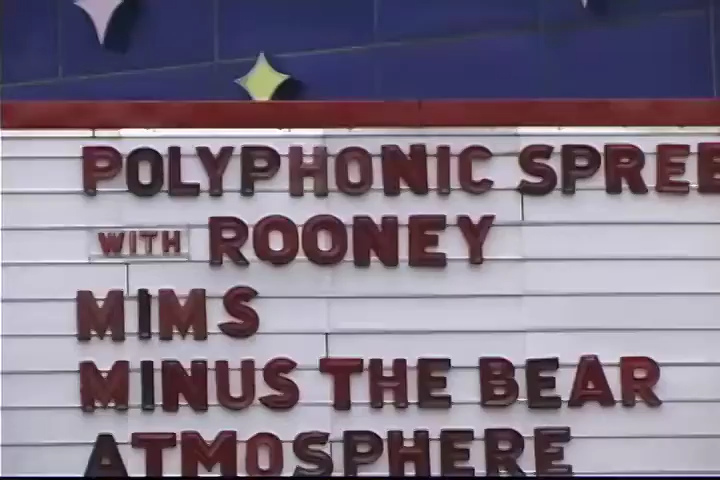 POLYPHONIC SPREE
WITH ROONEY
MIMS
MINUS THE BEAR
ATMOSPHERE